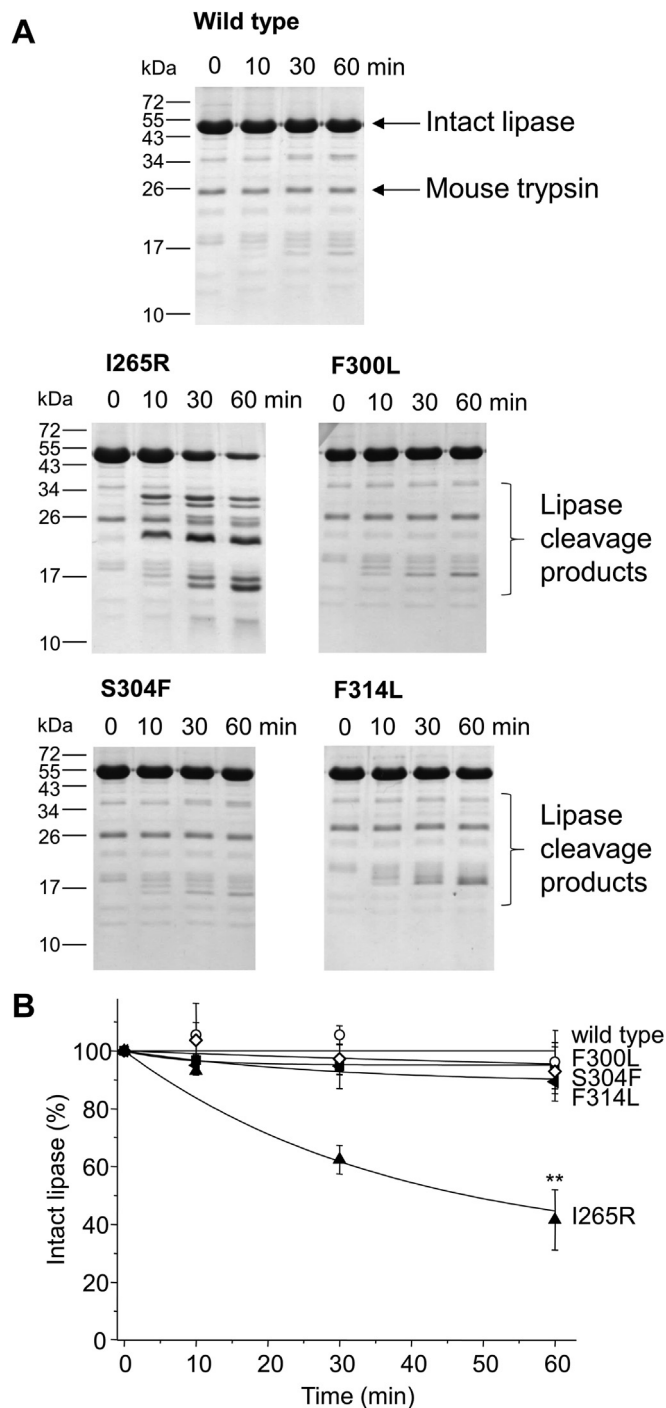 A
Wild type
kDa 0 10 30 60 min
72
55
43
34
26
17
10
Intact lipase
Mouse trypsin
I265R
kDa 0 10 30 60 min
72
55
43
34
26
17
10
F300L
0 10 30 60 min
Lipase
cleavage
products
S304F
kDa 0 10 30 60 min
72
55
43
34
26
17
10
F314L
0 10 30 60 min
Lipase
cleavage
products
B
Intact lipase (%)
100
80
60
40
20
0
wild type
F300L
S304F
F314L
**
I265R
0 10 20 30 40 50 60
Time (min)